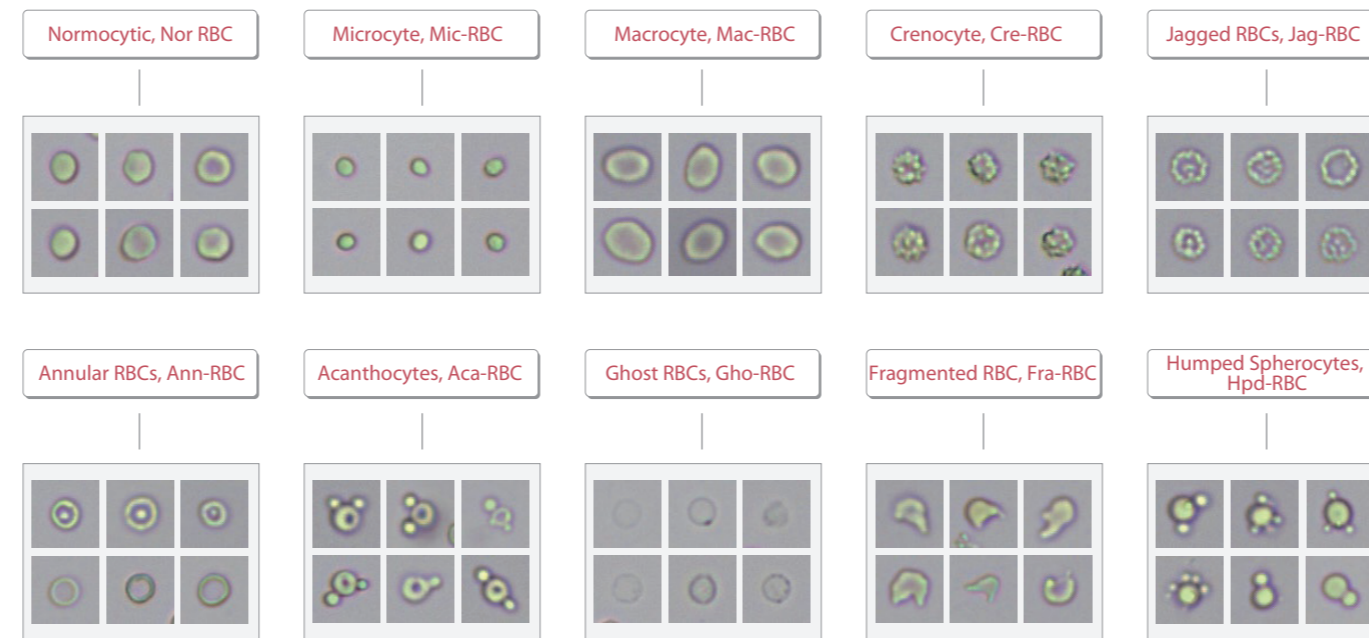 Normocytic, Nor RBC
Microcyte, Mic-RBC
Macrocyte, Mac-RBC
Crenocyte, Cre-RBC
Jagged RBCs, Jag-RBC
Annular RBCs, Ann-RBC
Acanthocytes, Aca-RBC
Ghost RBCs, Gho-RBC
Fragmented RBC, Fra-RBC
Humped Spherocytes,
Hpd-RBC